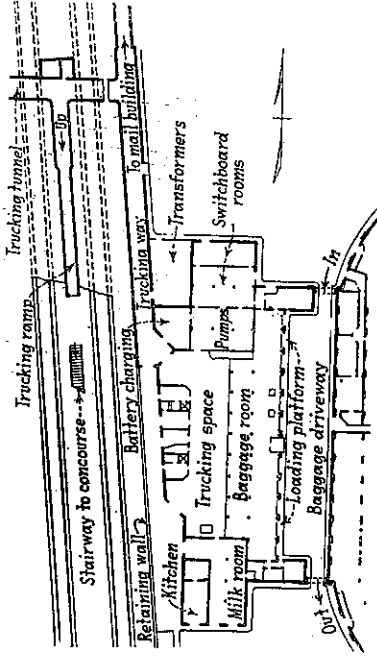 Trucking tunnel
Up
Trucking ramp
Stairway to concourse
To mail building
Trucking way
Battery charging
Retaining wall
Transformers
Switchboard
rooms
Pumps
Kitchen
Trucking space
Baggage room
Milk room
Loading platform
Baggage driveway
In
Out